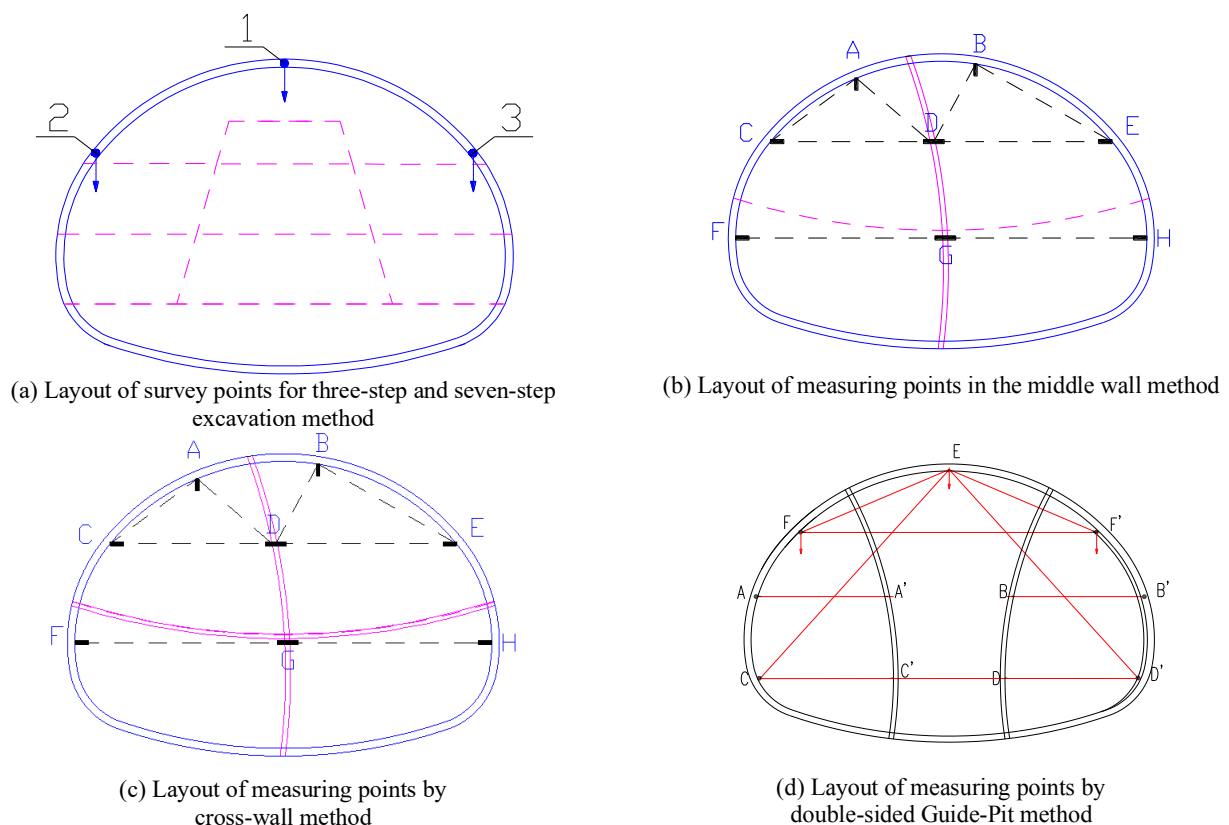 1
2
3
(a) Layout of survey points for three-step and seven-step
excavation method
A
B
C
D
E
F
G
H
(b) Layout of measuring points in the middle wall method
A
B
C
D
E
F
G
H
(c) Layout of measuring points by
cross-wall method
E
F
F'
A
A'
B
B'
C
C'
D
D'
(d) Layout of measuring points by
double-sided Guide-Pit method